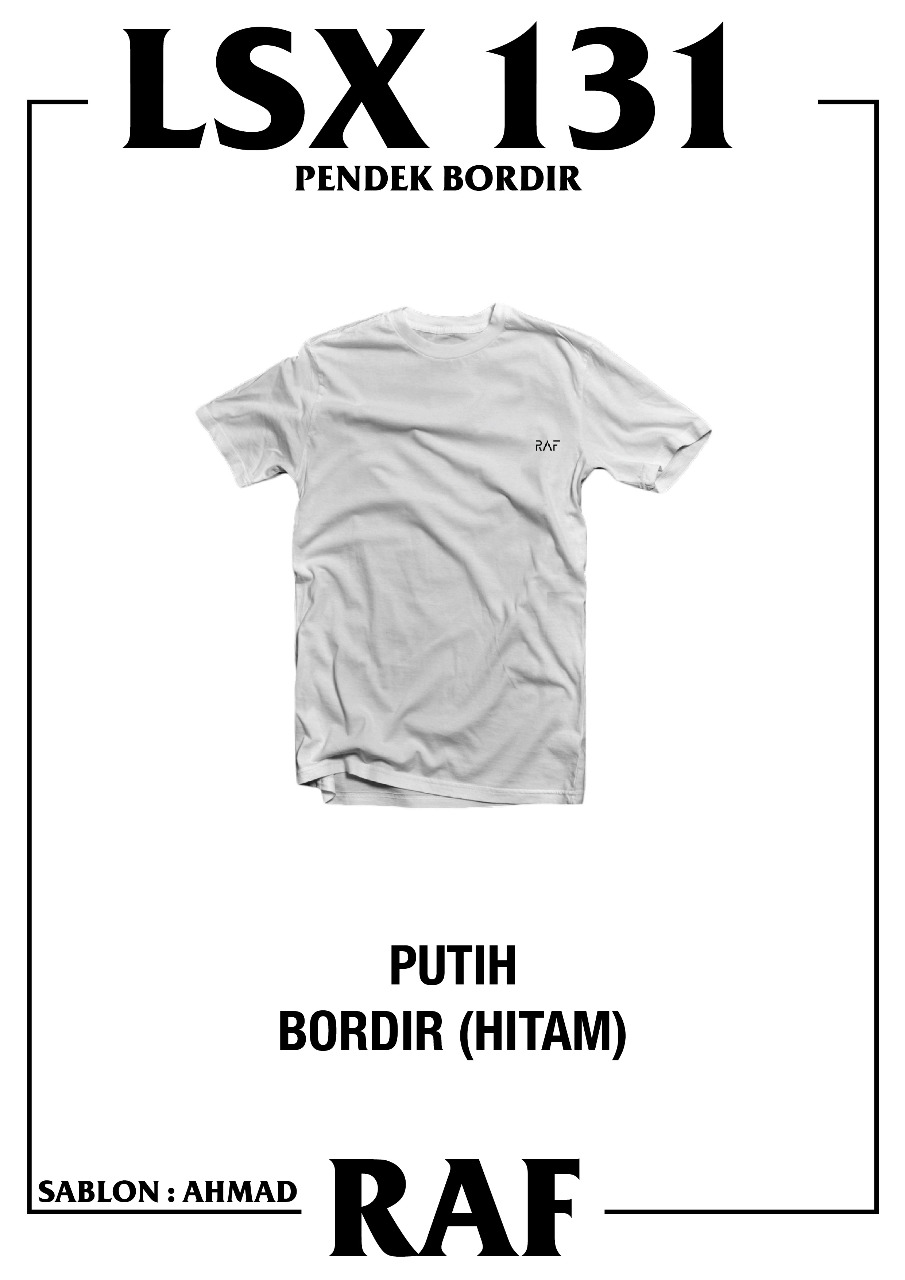 LSX 131
PENDEK BORDIR
RAF
PUTIH
BORDIR (HITAM)
SABLON : AHMAD
RAF